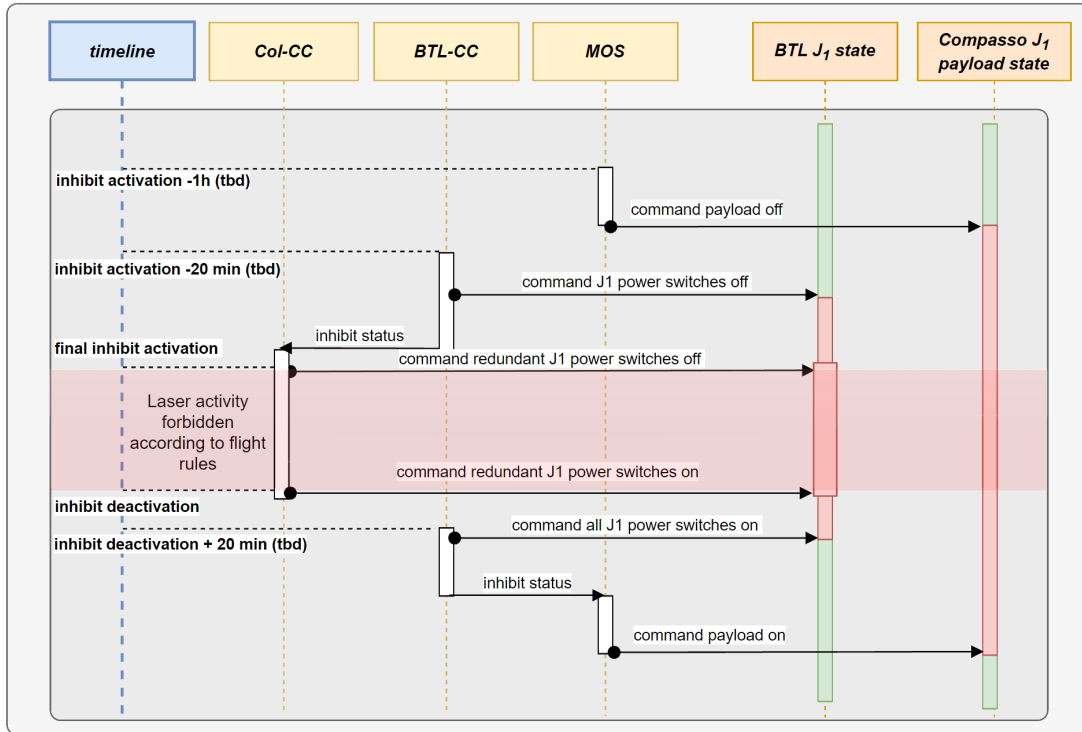 timeline
Col-CC
BTL-CC
MOS
BTL J1 state
Compasso J1
payload state
inhibit activation -1h (tbd)
command payload off
inhibit activation -20 min (tbd)
command J1 power switches off
inhibit status
final inhibit activation
command redundant J1 power switches off
Laser activity
forbidden
according to flight
rules
command redundant J1 power switches on
inhibit deactivation
command all J1 power switches on
inhibit deactivation + 20 min (tbd)
inhibit status
command payload on